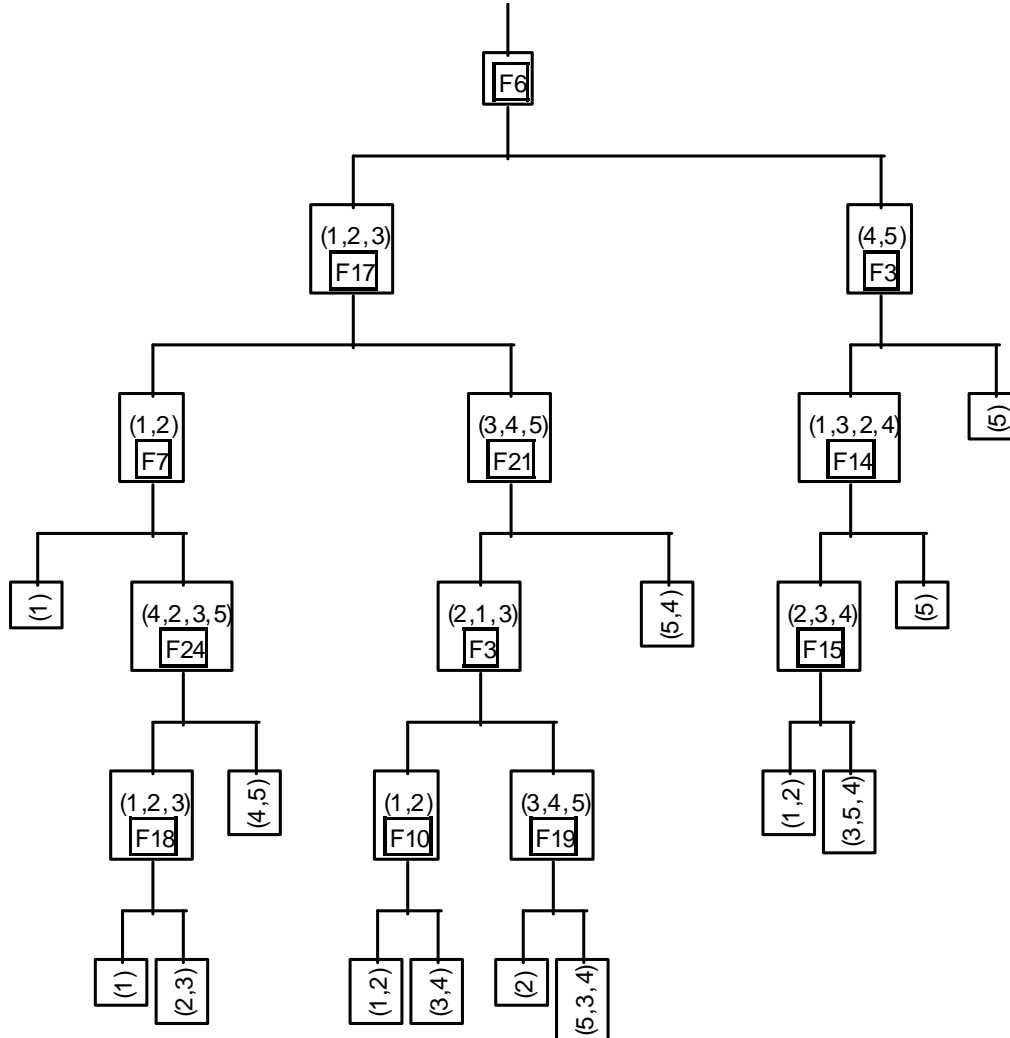 F6
(1,2,3)
F17
(4,5)
F3
(1,2)
F7
(3,4,5)
F21
(1,3,2,4)
F14
(5)
(1)
(4,2,3,5)
F24
(2,1,3)
F3
(5,4)
(2,3,4)
F15
(5)
(1,2,3)
F18
(4,5)
(1,2)
F10
(3,4,5)
F19
(1,2)
(3,5,4)
(1)
(2,3)
(1,2)
(3,4)
(2)
(5,3,4)